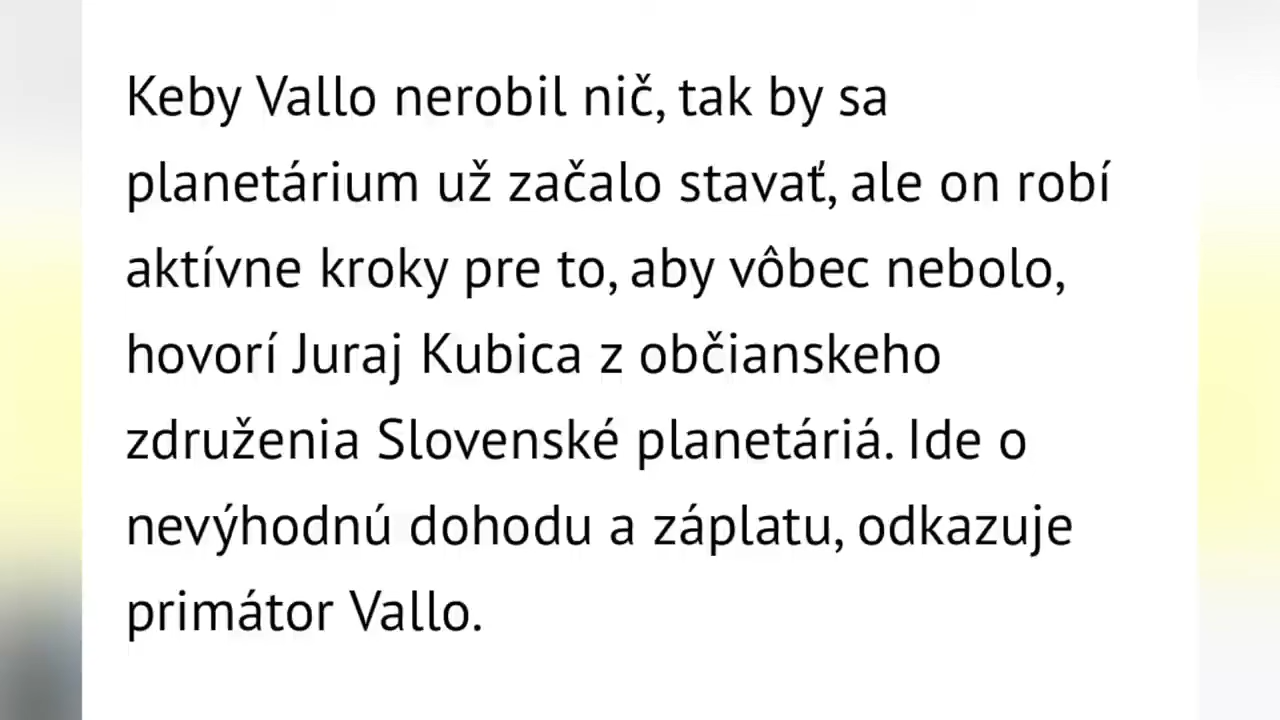 Keby Vallo nerobil nič, tak by sa
planetárium už začalo stavať, ale on robí
aktívne kroky pre to, aby vôbec nebolo,
hovorí Juraj Kubica z občianskeho
združenia Slovenské planetáriá. Ide o
nevýhodnú dohodu a záplatu, odkazuje
primátor Vallo.